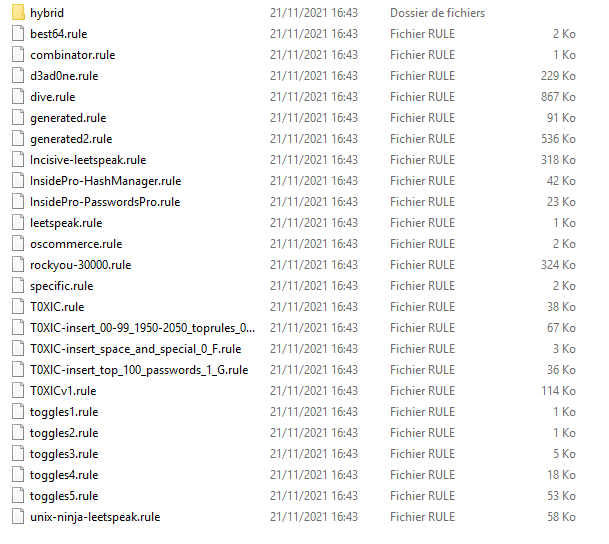 hybrid 21/11/2021 16:43 Dossier de fichiers
best64.rule 21/11/2021 16:43 Fichier RULE 2 Ko
combinator.rule 21/11/2021 16:43 Fichier RULE 1 Ko
d3ad0ne.rule 21/11/2021 16:43 Fichier RULE 229 Ko
dive.rule 21/11/2021 16:43 Fichier RULE 867 Ko
generated.rule 21/11/2021 16:43 Fichier RULE 91 Ko
generated2.rule 21/11/2021 16:43 Fichier RULE 536 Ko
Incisive-leetspeak.rule 21/11/2021 16:43 Fichier RULE 318 Ko
InsidePro-HashManager.rule 21/11/2021 16:43 Fichier RULE 42 Ko
InsidePro-PasswordsPro.rule 21/11/2021 16:43 Fichier RULE 23 Ko
leetspeak.rule 21/11/2021 16:43 Fichier RULE 1 Ko
oscommerce.rule 21/11/2021 16:43 Fichier RULE 2 Ko
rockyou-30000.rule 21/11/2021 16:43 Fichier RULE 324 Ko
specific.rule 21/11/2021 16:43 Fichier RULE 2 Ko
T0XIC.rule 21/11/2021 16:43 Fichier RULE 38 Ko
T0XIC-insert_00-99_1950-2050_toprules_0... 21/11/2021 16:43 Fichier RULE 67 Ko
T0XIC-insert_space_and_special_0_F.rule 21/11/2021 16:43 Fichier RULE 3 Ko
T0XIC-insert_top_100_passwords_1_G.rule 21/11/2021 16:43 Fichier RULE 36 Ko
T0XICv1.rule 21/11/2021 16:43 Fichier RULE 114 Ko
toggles1.rule 21/11/2021 16:43 Fichier RULE 1 Ko
toggles2.rule 21/11/2021 16:43 Fichier RULE 1 Ko
toggles3.rule 21/11/2021 16:43 Fichier RULE 5 Ko
toggles4.rule 21/11/2021 16:43 Fichier RULE 18 Ko
toggles5.rule 21/11/2021 16:43 Fichier RULE 53 Ko
unix-ninja-leetspeak.rule 21/11/2021 16:43 Fichier RULE 58 Ko